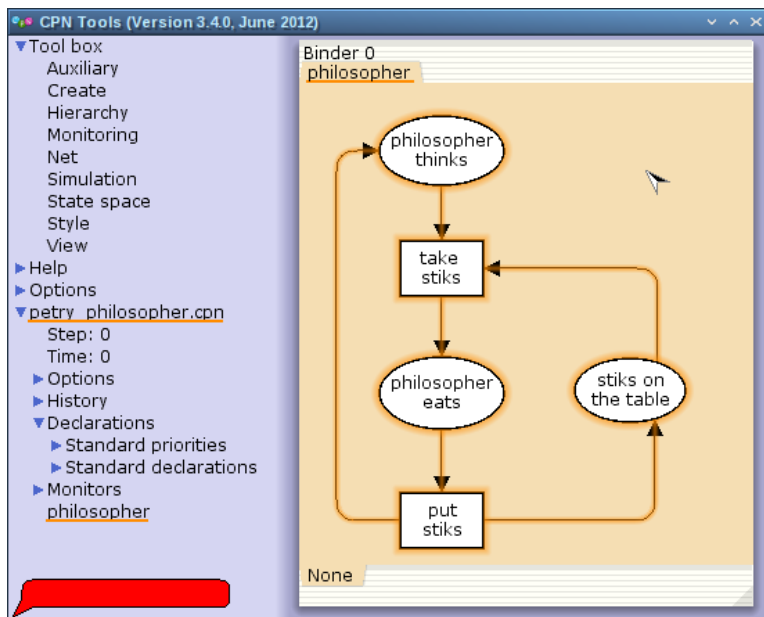 CPN Tools (Version 3.4.0, June 2012)
Tool box
Auxiliary
Create
Hierarchy
Monitoring
Net
Simulation
State space
Style
View
Help
Options
petry_philosopher.cpn
Step: 0
Time: 0
Options
History
Declarations
Standard priorities
Standard declarations
Monitors
philosopher
Binder 0
philosopher
philosopher
thinks
take
stiks
philosopher
eats
stiks on
the table
put
stiks
None